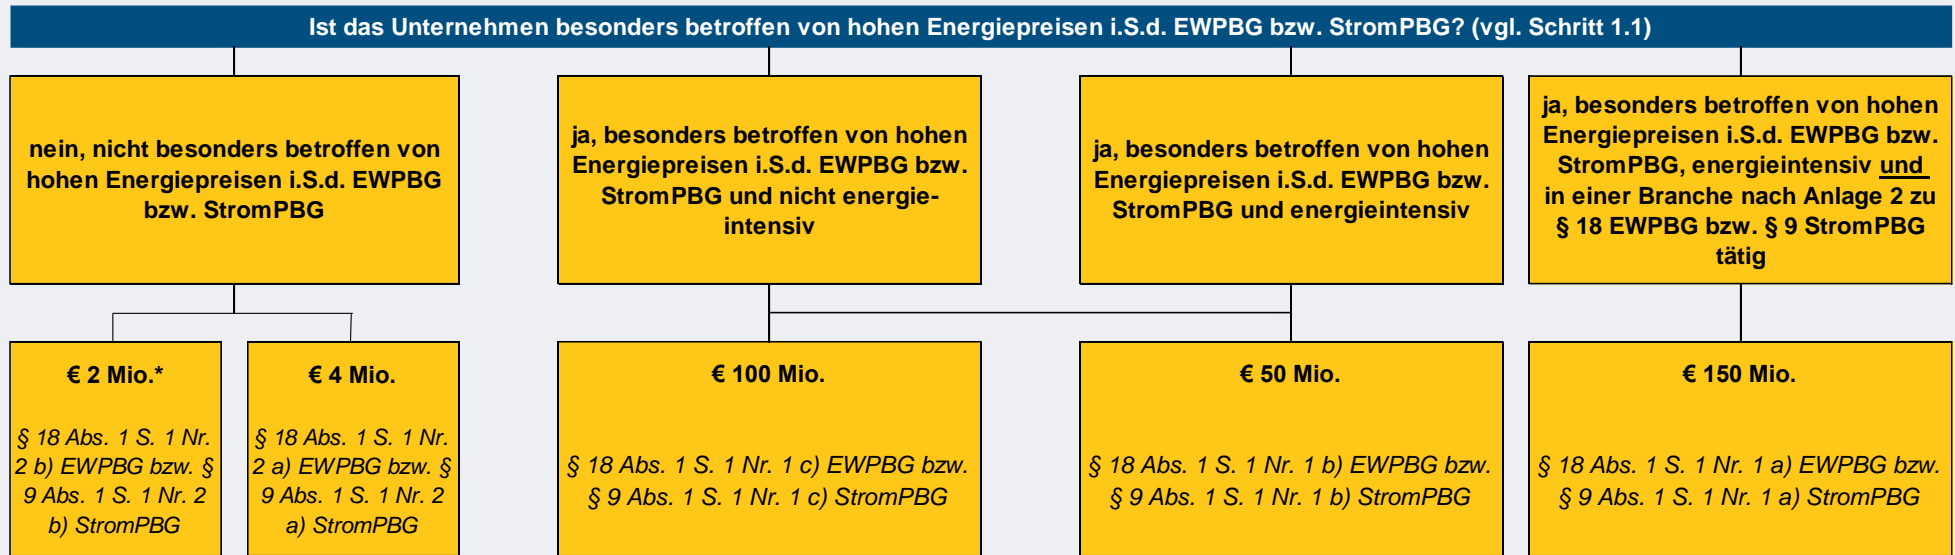 Ist das Unternehmen besonders betroffen von hohen Energiepreisen i.S.d. EWPBG bzw. StromPBG? (vgl. Schritt 1.1)
nein, nicht besonders betroffen von
hohen Energiepreisen i.S.d. EWPBG
bzw. StromPBG
ja, besonders betroffen von hohen
Energiepreisen i.S.d. EWPBG bzw.
StromPBG und nicht energie-
intensiv
ja, besonders betroffen von hohen
Energiepreisen i.S.d. EWPBG bzw.
StromPBG und energieintensiv
ja, besonders betroffen von hohen
Energiepreisen i.S.d. EWPBG bzw.
StromPBG, energieintensiv und
in einer Branche nach Anlage 2 zu
§ 18 EWPBG bzw. § 9 StromPBG
tätig
€ 2 Mio.*
§ 18 Abs. 1 S. 1 Nr.
2 b) EWPBG bzw. §
9 Abs. 1 S. 1 Nr. 2
b) StromPBG
€ 4 Mio.
§ 18 Abs. 1 S. 1 Nr.
2 a) EWPBG bzw. §
9 Abs. 1 S. 1 Nr. 2
a) StromPBG
€ 100 Mio.
§ 18 Abs. 1 S. 1 Nr. 1 c) EWPBG bzw.
§ 9 Abs. 1 S. 1 Nr. 1 c) StromPBG
€ 50 Mio.
§ 18 Abs. 1 S. 1 Nr. 1 b) EWPBG bzw.
§ 9 Abs. 1 S. 1 Nr. 1 b) StromPBG
€ 150 Mio.
§ 18 Abs. 1 S. 1 Nr. 1 a) EWPBG bzw.
§ 9 Abs. 1 S. 1 Nr. 1 a) StromPBG